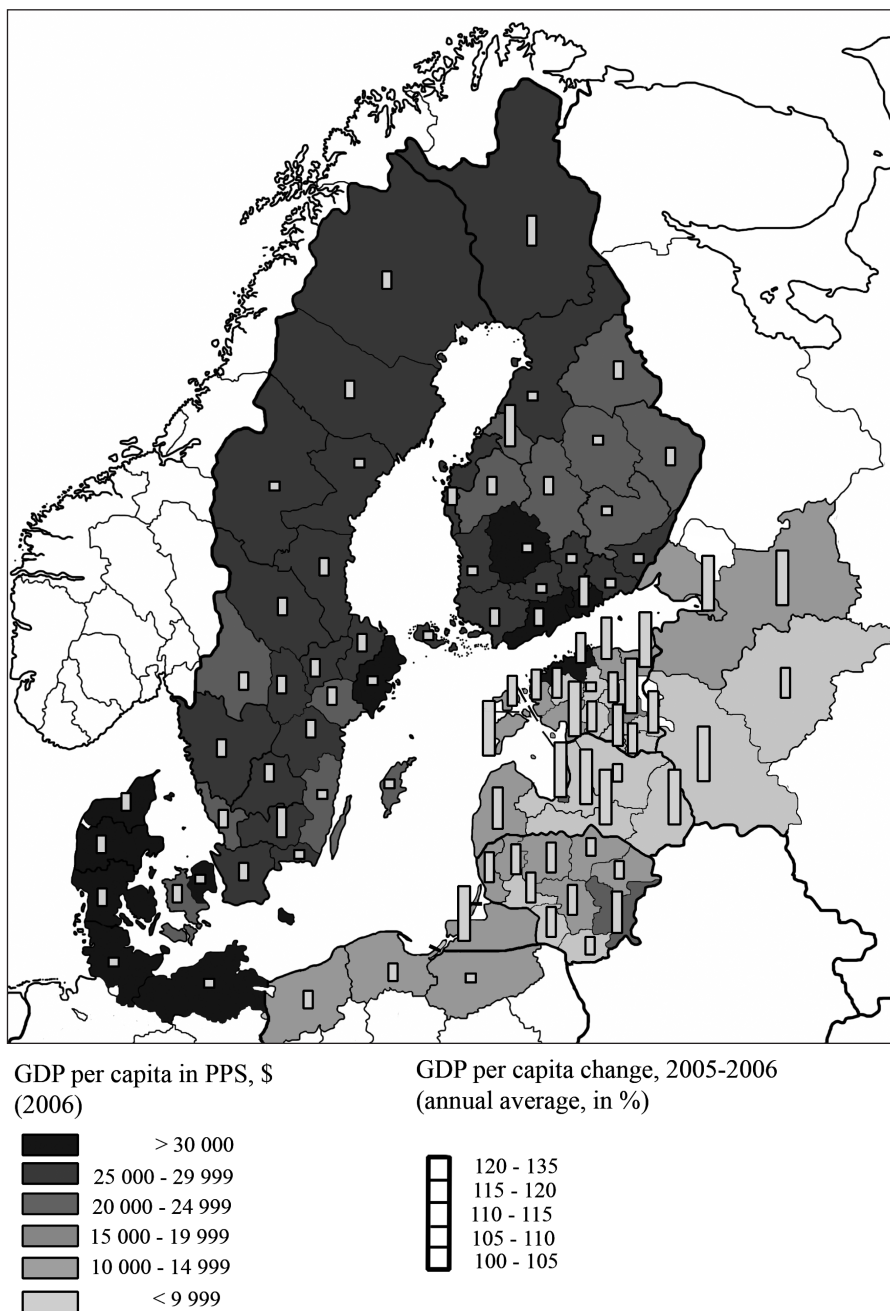 GDP per capita in PPS, $
(2006)
> 30 000
25 000 - 29 999
20 000 - 24 999
15 000 - 19 999
10 000 - 14 999
< 9 999
GDP per capita change, 2005-2006
(annual average, in %)
120 - 135
115 - 120
110 - 115
105 - 110
100 - 105